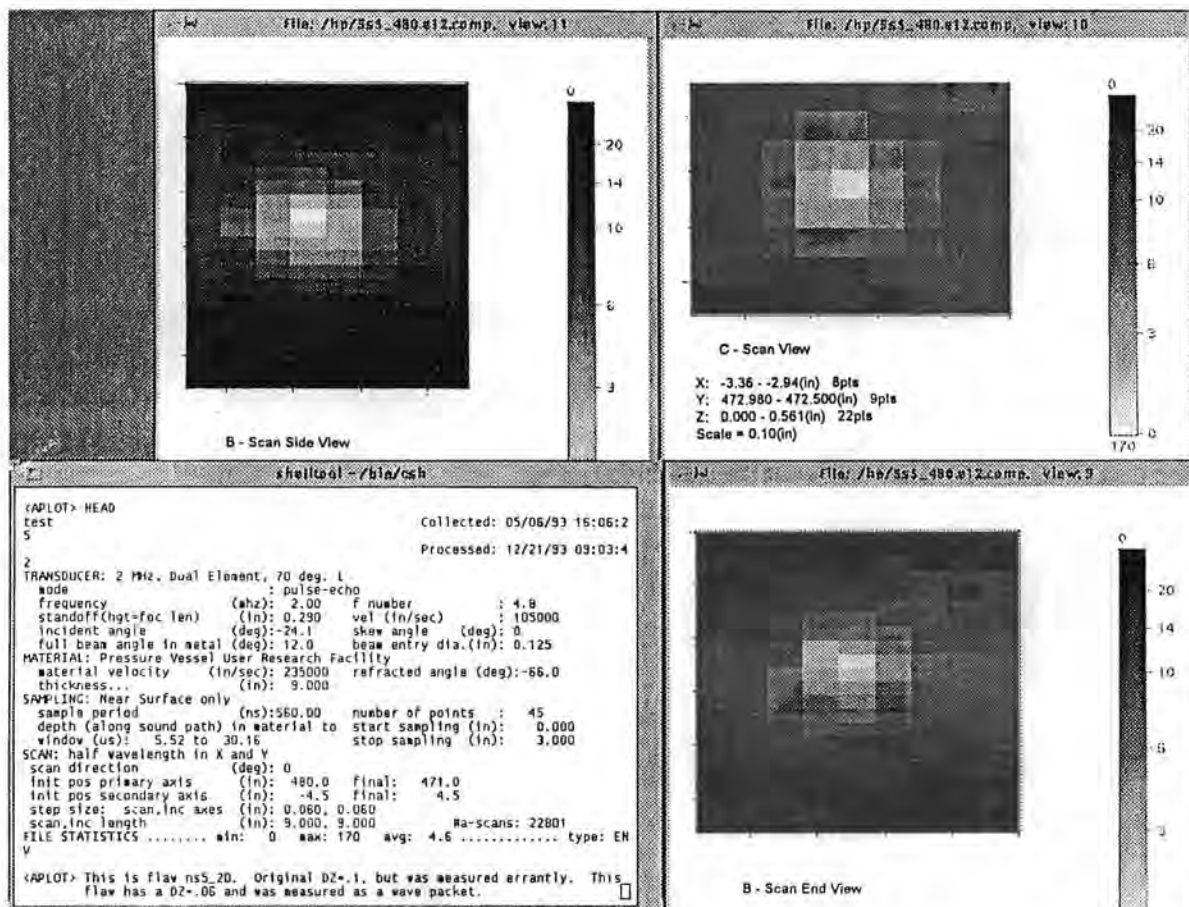 File: /hp/5s5_480.e12.comp, view:11
0
20
14
10
6
3
B - Scan Side View
File: /hp/5s5_480.e12.comp, view:10
0
20
14
10
6
3
0
170
C - Scan View
X: -3.36 - -2.94(in) 8pts
Y: 472.980 - 472.500(in) 9pts
Z: 0.000 - 0.561(in) 22pts
Scale = 0.10(in)
shelltool - /bin/csh
<APLOT> HEAD
test Collected: 05/06/93 16:06:2
5
Processed: 12/21/93 09:03:4
2
TRANSDUCER: 2 MHz. Dual Element, 70 deg. L
mode : pulse-echo
frequency (mhz): 2.00 f number : 4.8
standoff(hgt=foc len) (in): 0.290 vel (in/sec) : 105000
incident angle (deg):-24.1 skew angle (deg): 0
full beam angle in metal (deg): 12.0 beam entry dia.(in): 0.125
MATERIAL: Pressure Vessel User Research Facility
material velocity (in/sec): 235000 refracted angle (deg):-66.0
thickness... (in): 9.000
SAMPLING: Near Surface only
sample period (ns):560.00 number of points : 45
depth (along sound path) in material to start sampling (in): 0.000
window (us): 5.52 to 30.16 stop sampling (in): 3.000
SCAN: half wavelength in X and Y
scan direction (deg): 0
init pos primary axis (in): 480.0 final: 471.0
init pos secondary axis (in): -4.5 final: 4.5
step size: scan,inc axes (in): 0.060, 0.060
scan,inc length (in): 9.000, 9.000 #a-scans: 22801
FILE STATISTICS ........ min: 0 max: 170 avg: 4.6 ............. type: EN
V
<APLOT> This is flaw ns5_20. Original DZ=.1, but was measured errantly. This
flaw has a DZ=.06 and was measured as a wave packet.
File: /hp/5s5_480.e12.comp, view:9
0
20
14
10
6
3
B - Scan End View